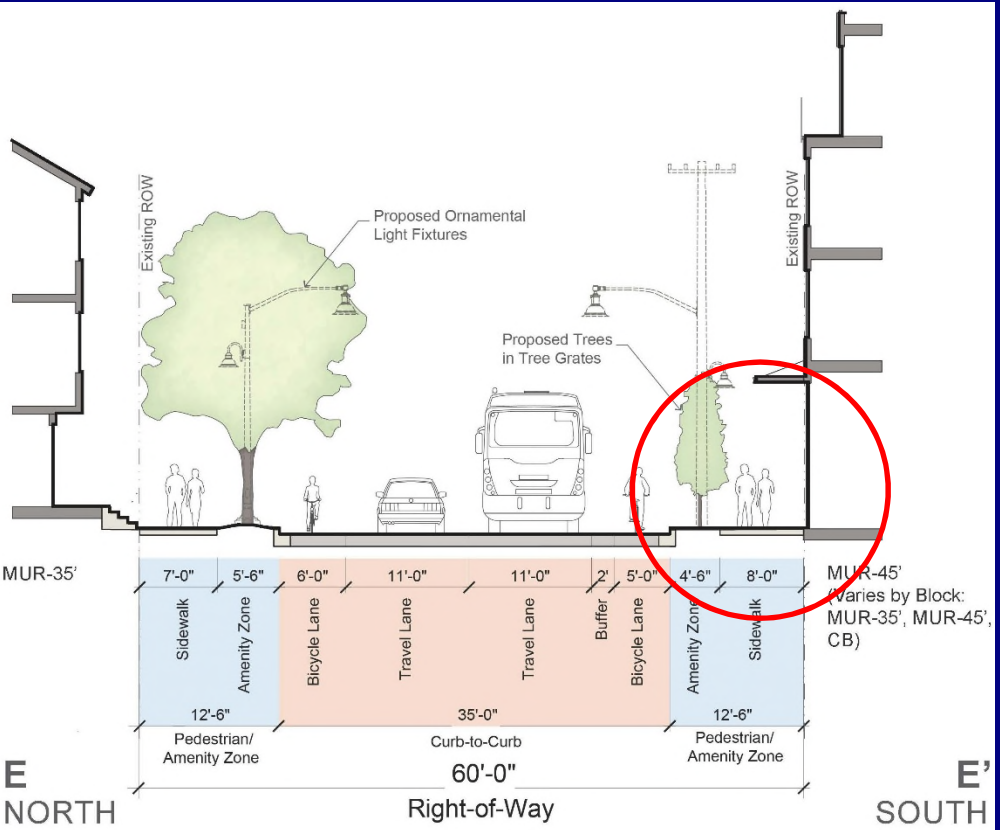 Existing ROW
Proposed Ornamental
Light Fixtures
Existing ROW
Proposed Trees
in Tree Grates
MUR-35'
7'-0"
5'-6"
6'-0"
11'-0"
11'-0"
2'
5'-0"
4'-6"
8'-0"
MUR-45'
(Varies by Block:
MUR-35', MUR-45',
CB)
Sidewalk
Amenity Zone
Bicycle Lane
Travel Lane
Travel Lane
Buffer
Bicycle Lane
Amenity Zone
Sidewalk
12'-6"
35'-0"
12'-6"
Pedestrian/
Amenity Zone
Curb-to-Curb
Pedestrian/
Amenity Zone
60'-0"
Right-of-Way
E
NORTH
E'
SOUTH